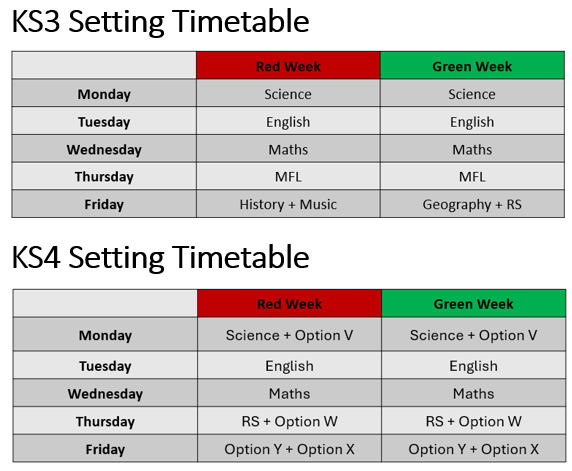 KS3 Setting Timetable
Red Week Green Week
Monday Science Science
Tuesday English English
Wednesday Maths Maths
Thursday MFL MFL
Friday History + Music Geography + RS
KS4 Setting Timetable
Red Week Green Week
Monday Science + Option V Science + Option V
Tuesday English English
Wednesday Maths Maths
Thursday RS + Option W RS + Option W
Friday Option Y + Option X Option Y + Option X